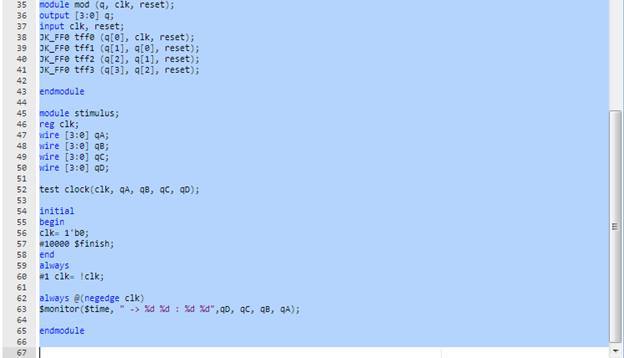 35 module mod (q, clk, reset);
36 output [3:0] q;
37 input clk, reset;
38 JK_FF0 tff0 (q[0], clk, reset);
39 JK_FF0 tff1 (q[1], q[0], reset);
40 JK_FF0 tff2 (q[2], q[1], reset);
41 JK_FF0 tff3 (q[3], q[2], reset);
42
43 endmodule
44
45 module stimulus;
46 reg clk;
47 wire [3:0] qA;
48 wire [3:0] qB;
49 wire [3:0] qC;
50 wire [3:0] qD;
51
52 test clock(clk, qA, qB, qC, qD);
53
54 initial
55 begin
56 clk= 1'b0;
57 #10000 $finish;
58 end
59 always
60 #1 clk= !clk;
61
62 always @(negedge clk)
63 $monitor($time, " -> %d %d : %d %d",qD, qC, qB, qA);
64
65 endmodule
66
67